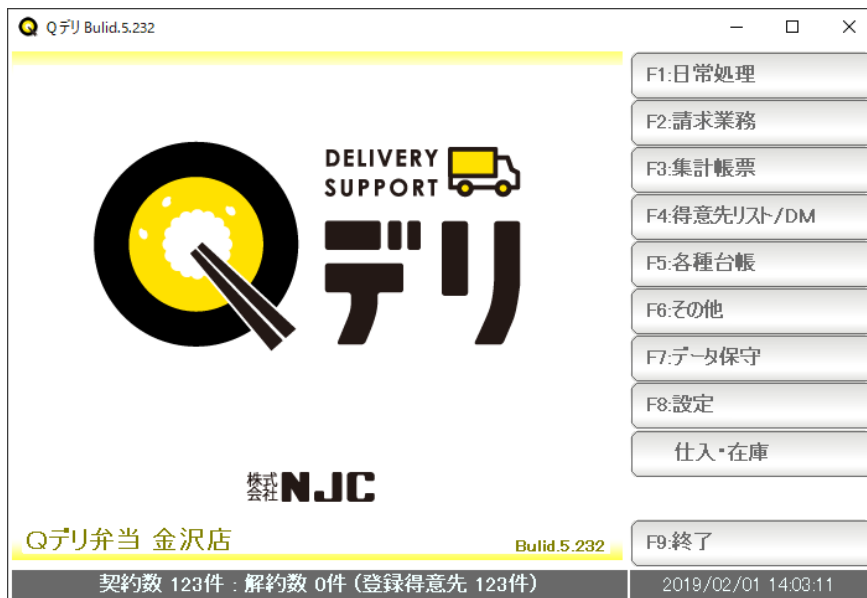 Qデリ Bulid.5.232
DELIVERY
SUPPORT
Qデリ
株式会社NJC
Qデリ弁当 金沢店
Bulid.5.232
F1:日常処理
F2:請求業務
F3:集計帳票
F4:得意先リスト/DM
F5:各種台帳
F6:その他
F7:データ保守
F8:設定
仕入・在庫
F9:終了
契約数 123件 : 解約数 0件 (登録得意先 123件)
2019/02/01 14:03:11